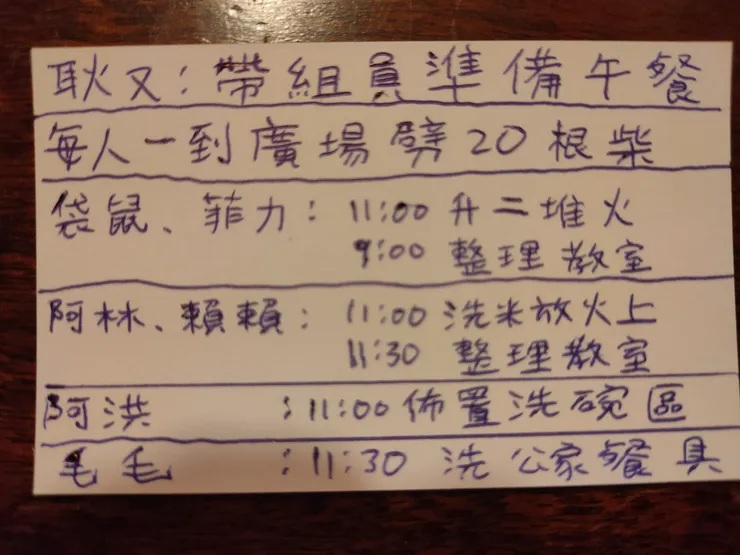 耿又:帶組員準備午餐
每人一到廣場劈20根柴
袋鼠、菲力:11:00 升二堆火
9:00 整理教室
阿林、賴賴:11:00 洗米放火上
11:30 整理教室
阿洪:11:00 佈置洗碗區
毛毛:11:30 洗公家餐具